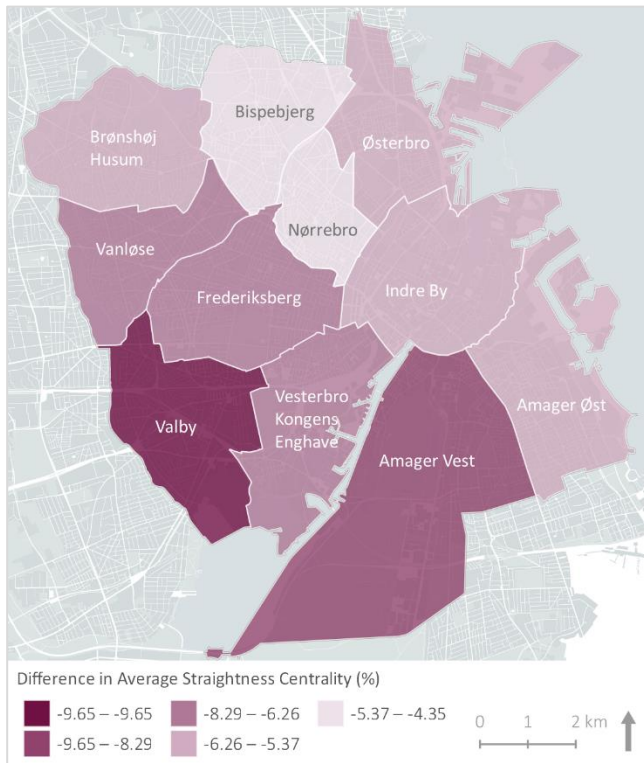 Bispebjerg
Brønshøj
Husum
Østerbro
Nørrebro
Vanløse
Frederiksberg
Indre By
Vesterbro
Kongens
Enghave
Valby
Amager Øst
Amager Vest
Difference in Average Straightness Centrality (%)
-9.65 – -9.65 -8.29 – -6.26 -5.37 – -4.35
-9.65 – -8.29 -6.26 – -5.37
0 1 2 km